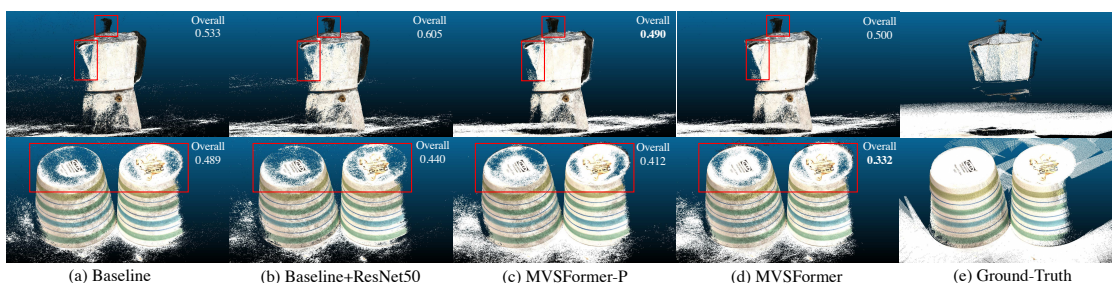 Overall
0.533
Overall
0.605
Overall
0.490
Overall
0.500
Overall
0.489
Overall
0.440
Overall
0.412
Overall
0.332
(a) Baseline
(b) Baseline+ResNet50
(c) MVSFormer-P
(d) MVSFormer
(e) Ground-Truth